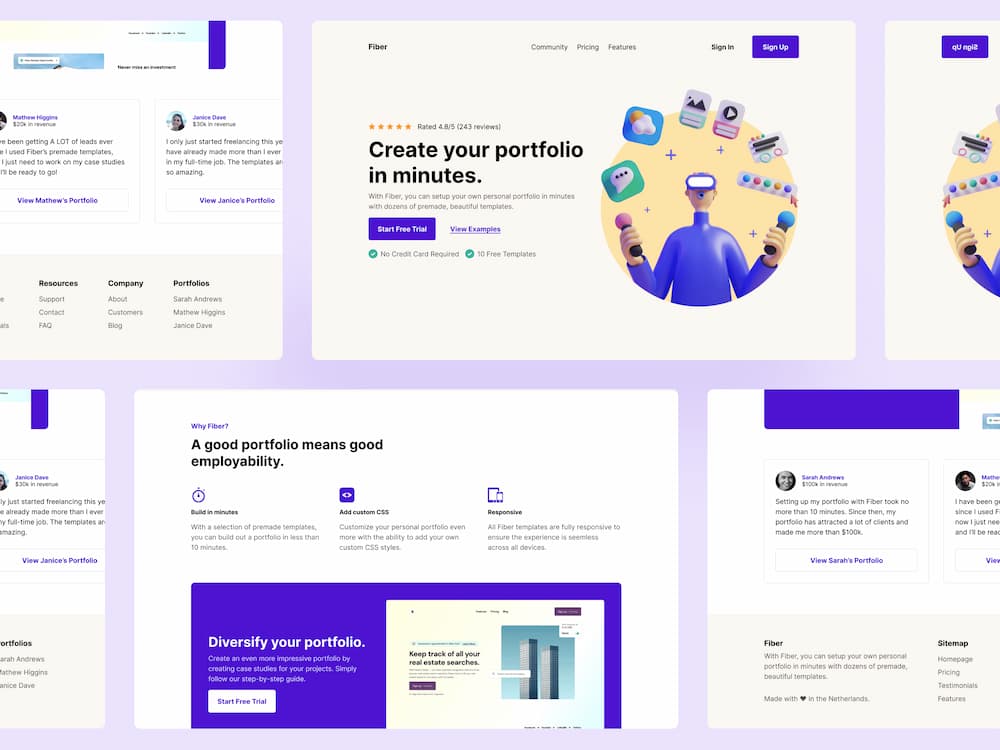 Never miss an investment
Mathew Higgins
$20k in revenue
ve been getting A LOT of leads ever
e I used Fiber's premade templates,
I just need to work on my case studies
I'll be ready to go!
View Mathew's Portfolio
Janice Dave
$30k in revenue
I only just started freelancing this ye
have already made more than I ever
in my full-time job. The templates are
so amazing.
View Janice's Portfolio
Resources
Support
Contact
FAQ
Company
About
Customers
Blog
Portfolios
Sarah Andrews
Mathew Higgins
Janice Dave
Fiber
Community Pricing Features
Sign In
Sign Up
Rated 4.8/5 (243 reviews)
Create your portfolio
in minutes.
With Fiber, you can setup your own personal portfolio in minutes
with dozens of premade, beautiful templates.
Start Free Trial
View Examples
No Credit Card Required
10 Free Templates
Sign Up
Janice Dave
$30k in revenue
ly just started freelancing this ye
e already made more than I ever
y full-time job. The templates are
amazing.
View Janice's Portfolio
ortfolios
arah Andrews
Mathew Higgins
anice Dave
Why Fiber?
A good portfolio means good
employability.
Build in minutes
With a selection of premade templates,
you can build out a portfolio in less than
10 minutes.
Add custom CSS
Customize your personal portfolio even
more with the ability to add your own
custom CSS styles.
Responsive
All Fiber templates are fully responsive to
ensure the experience is seamless
across all devices.
Diversify your portfolio.
Create an even more impressive portfolio by
creating case studies for your projects. Simply
follow our step-by-step guide.
Start Free Trial
Features Pricing Blog
Keep track of all your
real estate searches.
Sarah Andrews
$100k in revenue
Setting up my portfolio with Fiber took no
more than 10 minutes. Since then, my
portfolio has attracted a lot of clients and
made me more than $100k.
View Sarah's Portfolio
Mathew
$20k in
I have been ge
since I used F
now I just need
and I'll be rea
View
Fiber
With Fiber, you can setup your own personal
portfolio in minutes with dozens of premade,
beautiful templates.
Made with ❤ in the Netherlands.
Sitemap
Homepage
Pricing
Testimonials
Features